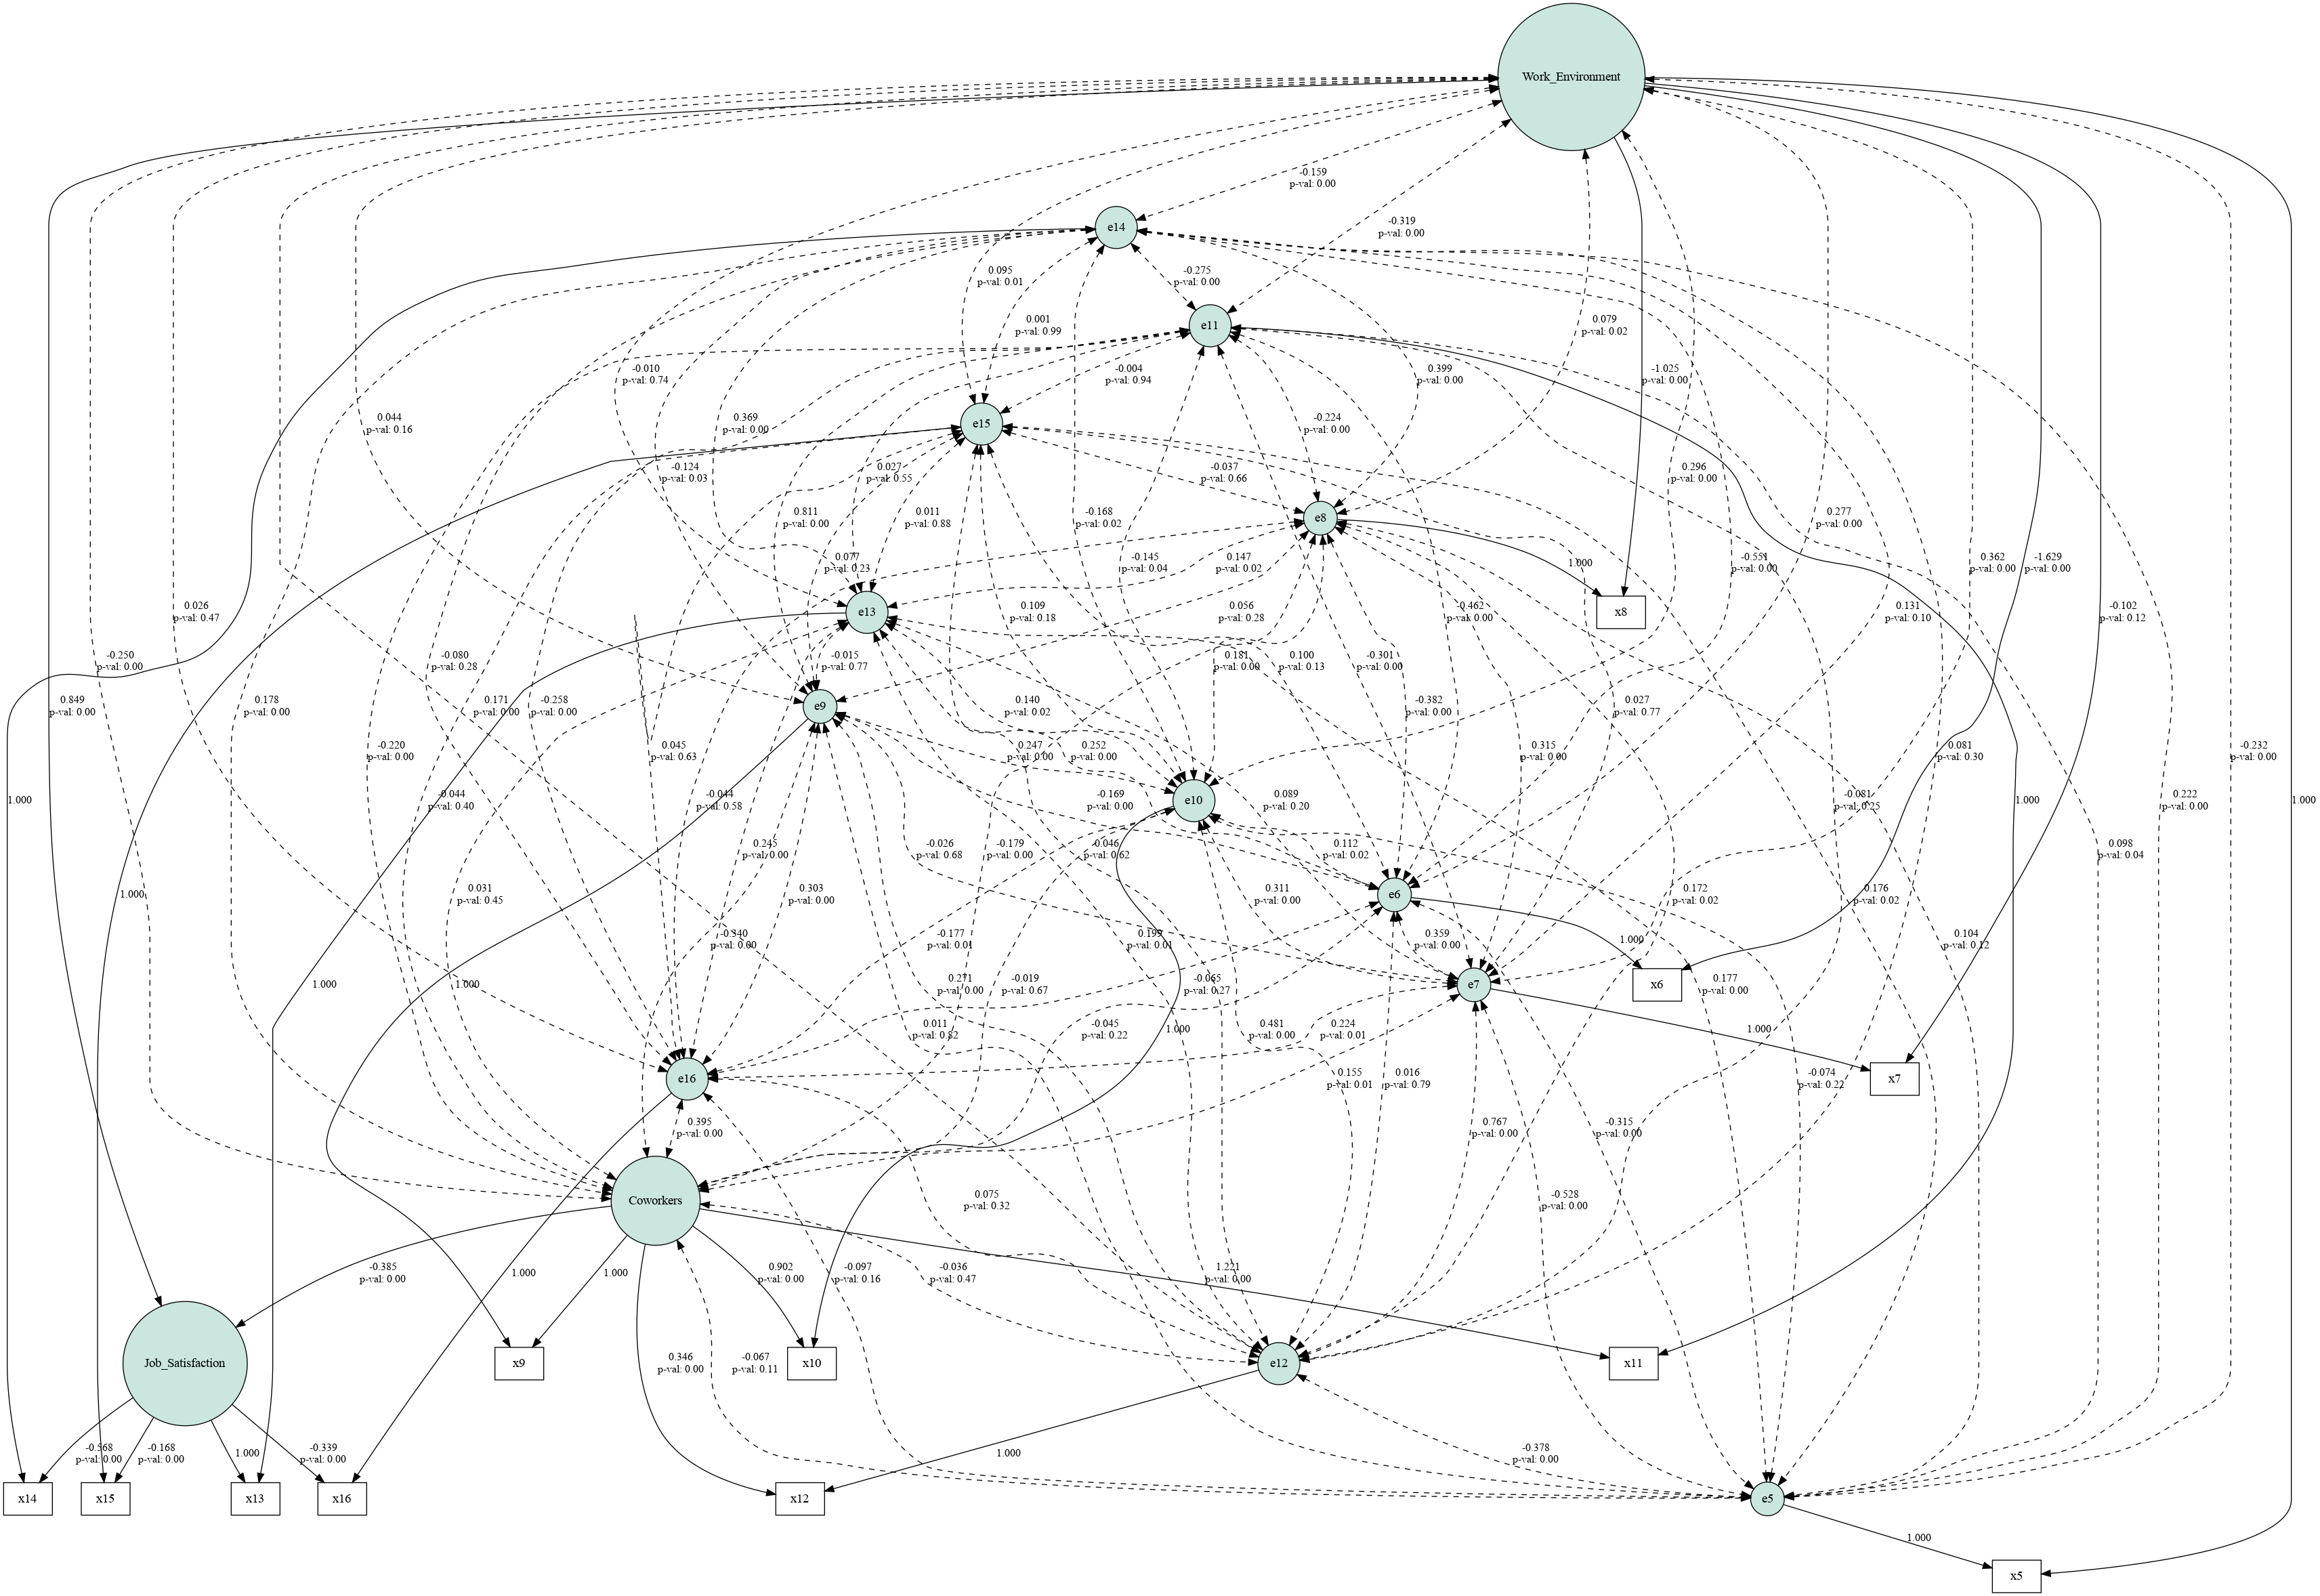 Work_Environment
-0.159
p-val: 0.00
-0.319
p-val: 0.00
e14
0.095
p-val: 0.01
-0.275
p-val: 0.00
e11
0.001
p-val: 0.99
0.079
p-val: 0.02
-0.010
p-val: 0.74
-0.004
p-val: 0.94
0.399
p-val: 0.00
-1.025
p-val: 0.00
0.044
p-val: 0.16
0.369
p-val: 0.00
e15
-0.224
p-val: 0.00
-0.124
p-val: 0.03
0.027
p-val: 0.55
-0.037
p-val: 0.66
0.296
p-val: 0.00
0.811
p-val: 0.00
0.011
p-val: 0.88
-0.168
p-val: 0.02
e8
0.277
p-val: 0.00
0.077
p-val: 0.23
-0.145
p-val: 0.04
0.147
p-val: 0.02
1.000
-0.551
p-val: 0.00
0.362
p-val: 0.00
-1.629
p-val: 0.00
0.026
p-val: 0.47
e13
0.109
p-val: 0.18
0.056
p-val: 0.28
-0.462
p-val: 0.00
x8
0.131
p-val: 0.10
-0.102
p-val: 0.12
-0.250
p-val: 0.00
-0.080
p-val: 0.28
-0.015
p-val: 0.77
0.181
p-val: 0.00
0.100
p-val: 0.13
-0.301
p-val: 0.00
0.849
p-val: 0.00
0.178
p-val: 0.00
0.171
p-val: 0.00
-0.258
p-val: 0.00
e9
0.140
p-val: 0.02
-0.382
p-val: 0.00
0.027
p-val: 0.77
-0.220
p-val: 0.00
0.045
p-val: 0.63
0.247
p-val: 0.00
0.252
p-val: 0.00
0.315
p-val: 0.00
0.081
p-val: 0.30
-0.232
p-val: 0.00
1.000
-0.044
p-val: 0.40
-0.044
p-val: 0.58
-0.169
p-val: 0.00
e10
0.089
p-val: 0.20
-0.081
p-val: 0.25
0.222
p-val: 0.00
1.000
1.000
0.245
p-val: 0.00
-0.026
p-val: 0.68
-0.179
p-val: 0.00
-0.046
p-val: 0.62
0.112
p-val: 0.02
0.098
p-val: 0.04
1.000
0.031
p-val: 0.45
0.303
p-val: 0.00
0.311
p-val: 0.00
e6
0.172
p-val: 0.02
0.176
p-val: 0.02
-0.340
p-val: 0.00
-0.177
p-val: 0.01
0.199
p-val: 0.01
0.359
p-val: 0.00
1.000
0.104
p-val: 0.12
1.000
1.000
0.271
p-val: 0.00
-0.019
p-val: 0.67
-0.065
p-val: 0.27
e7
x6
0.177
p-val: 0.00
0.011
p-val: 0.82
-0.045
p-val: 0.22
1.000
0.481
p-val: 0.00
0.224
p-val: 0.01
1.000
e16
0.155
p-val: 0.01
0.016
p-val: 0.79
x7
-0.074
p-val: 0.22
0.395
p-val: 0.00
0.767
p-val: 0.00
-0.315
p-val: 0.00
Coworkers
0.075
p-val: 0.32
-0.528
p-val: 0.00
-0.385
p-val: 0.00
1.000
1.000
0.902
p-val: 0.00
-0.097
p-val: 0.16
-0.036
p-val: 0.47
1.221
p-val: 0.00
Job_Satisfaction
x9
0.346
p-val: 0.00
-0.067
p-val: 0.11
x10
e12
x11
-0.568
p-val: 0.00
-0.168
p-val: 0.00
1.000
-0.339
p-val: 0.00
1.000
-0.378
p-val: 0.00
x14
x15
x13
x16
x12
e5
1.000
x5